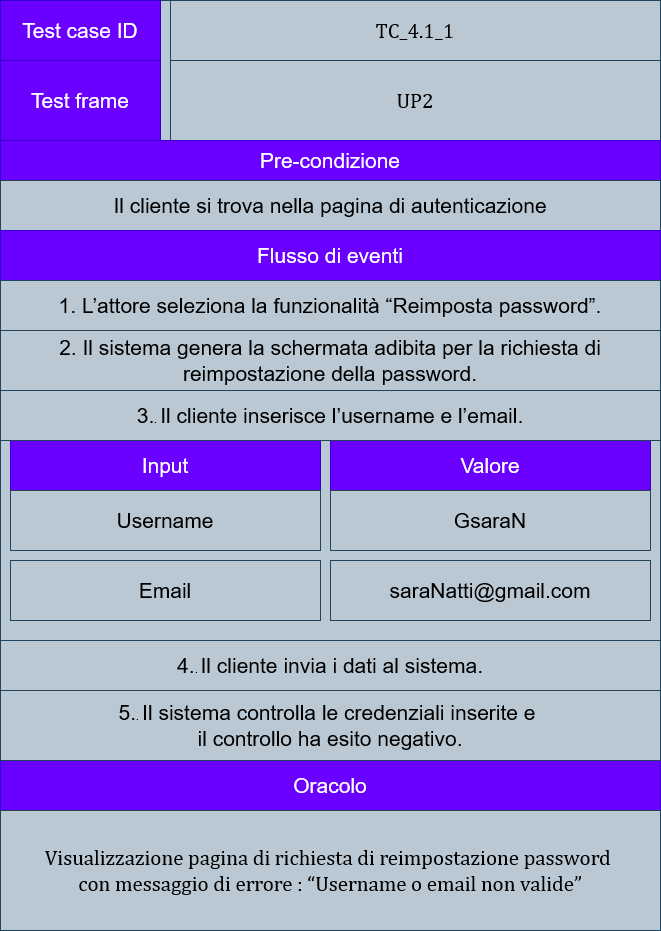 Test case ID
TC_4.1_1
Test frame
UP2
Pre-condizione
Il cliente si trova nella pagina di autenticazione
Flusso di eventi
1. L’attore seleziona la funzionalità “Reimposta password”.
2. Il sistema genera la schermata adibita per la richiesta di
reimpostazione della password.
3.. Il cliente inserisce l’username e l’email.
Input
Valore
Username
GsaraN
Email
saraNatti@gmail.com
4.. Il cliente invia i dati al sistema.
5.. Il sistema controlla le credenziali inserite e
il controllo ha esito negativo.
Oracolo
Visualizzazione pagina di richiesta di reimpostazione password
con messaggio di errore : “Username o email non valide”